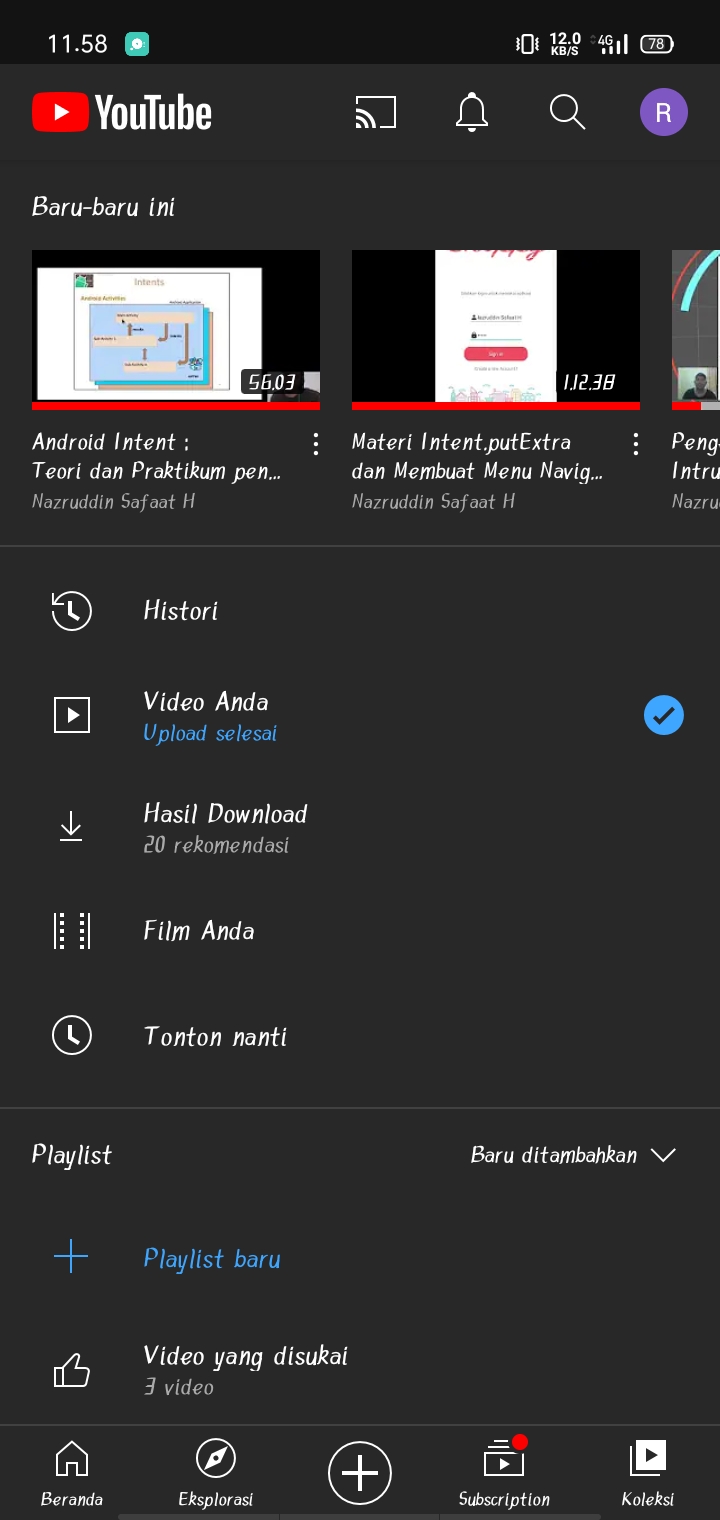 11.58
12.0
KB/S
4G
78
YouTube
R
Baru-baru ini
Intents
Android Activities
56.03
Sign in
1.12.38
Android Intent :
Teori dan Praktikum pen...
Nazruddin Safaat H
Materi Intent.putExtra
dan Membuat Menu Navig...
Nazruddin Safaat H
Peng
Intru
Nazru
Histori
Video Anda
Upload selesai
Hasil Download
20 rekomendasi
Film Anda
Tonton nanti
Playlist
Baru ditambahkan
Playlist baru
Video yang disukai
3 video
Beranda
Eksplorasi
Subscription
Koleksi